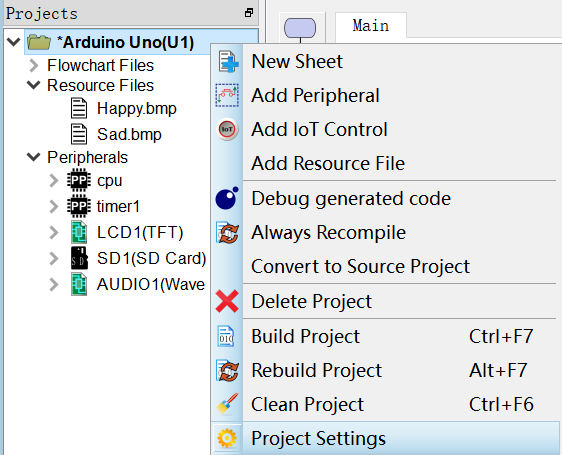 Projects
Main
*Arduino Uno(U1)
Flowchart Files
Resource Files
Happy.bmp
Sad.bmp
Peripherals
cpu
timer1
LCD1(TFT)
SD1(SD Card)
AUDIO1(Wave
New Sheet
Add Peripheral
IoT
Add IoT Control
Add Resource File
Debug generated code
Always Recompile
Convert to Source Project
Delete Project
010
Build Project Ctrl+F7
Rebuild Project Alt+F7
Clean Project Ctrl+F6
Project Settings